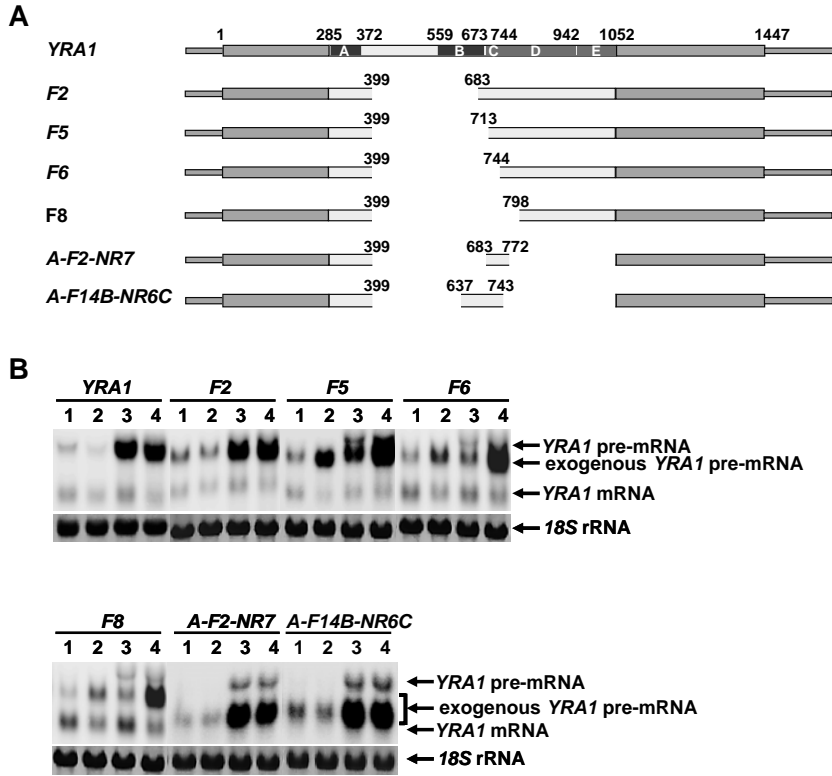 A
1 285 372 559 673 744 942 1052 1447
YRA1 A B C D E
399 683
F2
399 713
F5
399 744
F6
399 798
F8
399 683 772
A-F2-NR7
399 637 743
A-F14B-NR6C
B
YRA1 F2 F5 F6
1 2 3 4 1 2 3 4 1 2 3 4 1 2 3 4
YRA1 pre-mRNA
exogenous YRA1 pre-mRNA
YRA1 mRNA
18S rRNA
F8 A-F2-NR7 A-F14B-NR6C
1 2 3 4 1 2 3 4 1 2 3 4
YRA1 pre-mRNA
exogenous YRA1 pre-mRNA
YRA1 mRNA
18S rRNA